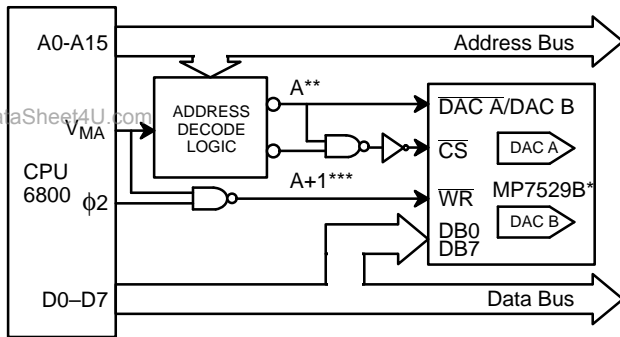 A0-A15
Address Bus
A**
ataSheet4U.com
VMA
ADDRESS
DECODE
LOGIC
DAC A/DAC B
CS
DAC A
CPU
6800
A+1***
MP7529B*
ϕ2
WR
DAC B
DB0
DB7
D0–D7
Data Bus